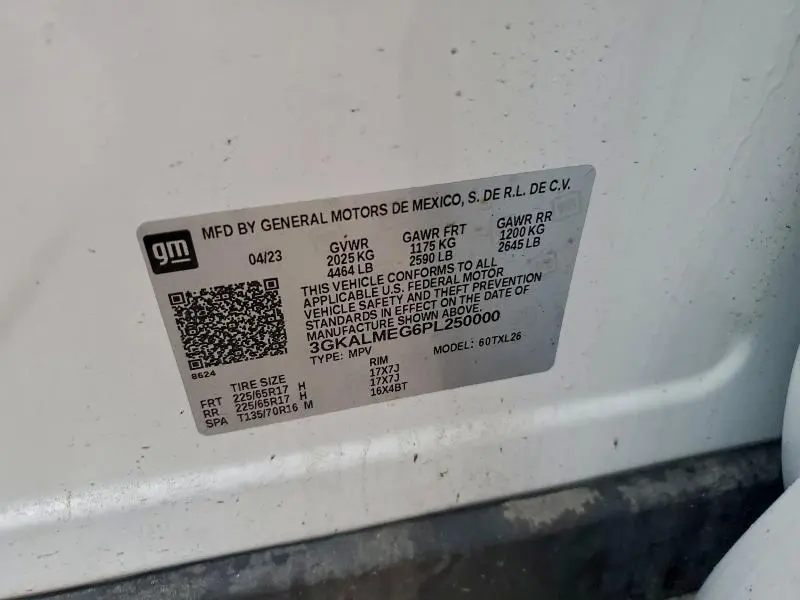 gm
MFD BY GENERAL MOTORS DE MEXICO, S. DE R.L. DE C.V.
04/23
GVWR GAWR FRT GAWR RR
2025 KG 1175 KG 1200 KG
4464 LB 2590 LB 2645 LB
THIS VEHICLE CONFORMS TO ALL
APPLICABLE U.S. FEDERAL MOTOR
VEHICLE SAFETY AND THEFT PREVENTION
STANDARDS IN EFFECT ON THE DATE OF
MANUFACTURE SHOWN ABOVE.
3GKALMEG6PL250000
TYPE: MPV MODEL: 60TXL26
8624
TIRE SIZE RIM
FRT 225/65R17 H 17X7J
RR 225/65R17 H 17X7J
SPA T135/70R16 M 16X4BT